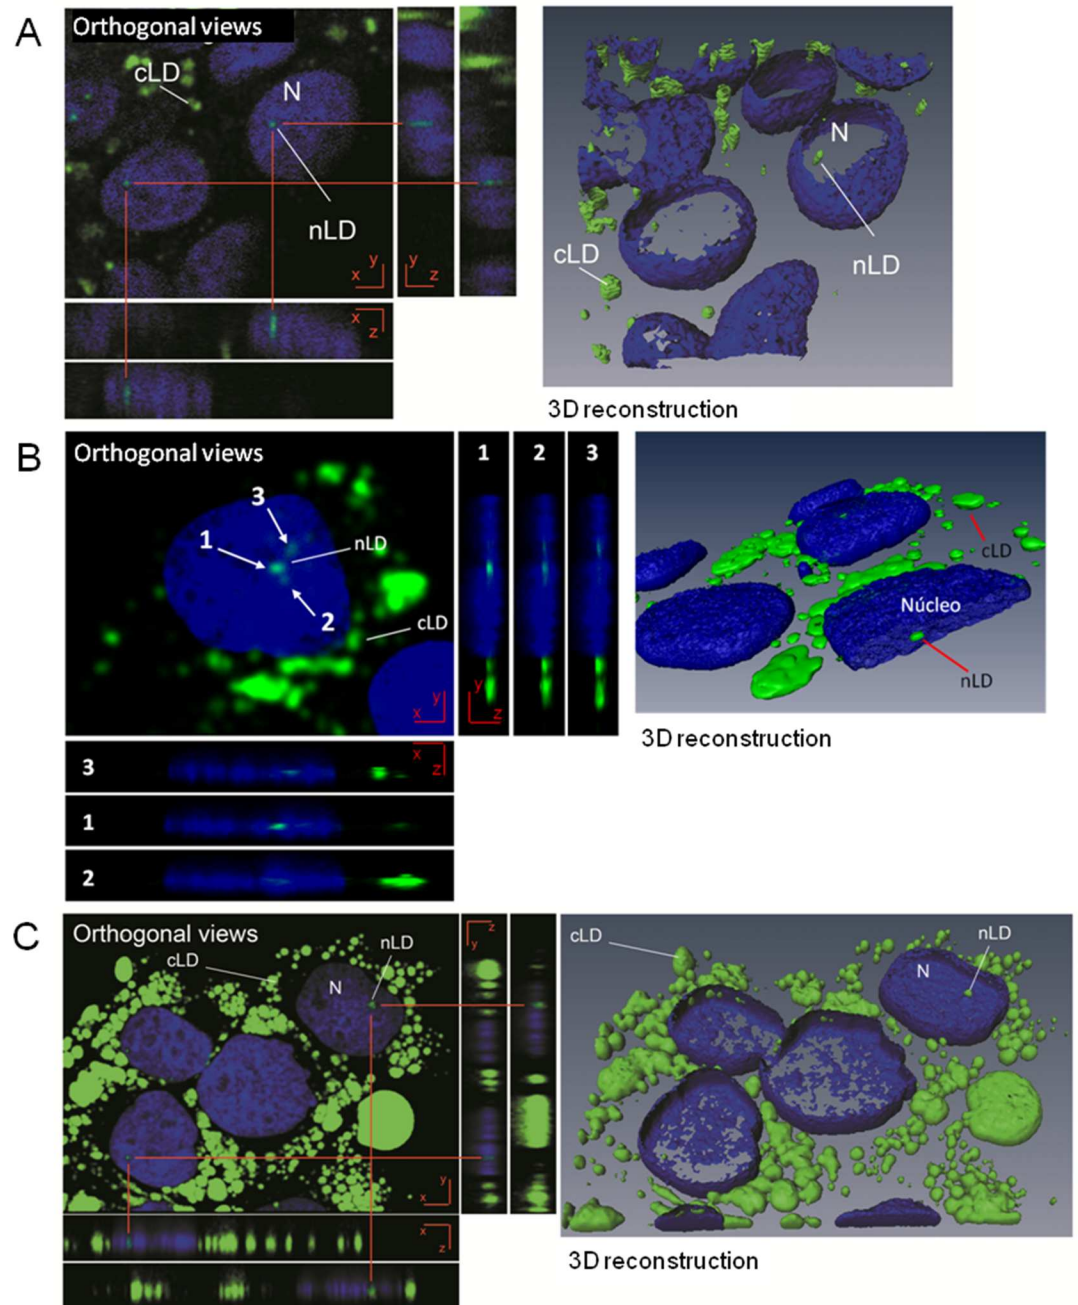 A
Orthogonal views
cLD
N
nLD
x y
y z
x z
N
nLD
cLD
3D reconstruction
B
Orthogonal views
3
1
nLD
2
cLD
x y
1 2 3
y z
cLD
Núcleo
nLD
3D reconstruction
3
x z
1
2
C
Orthogonal views
nLD
cLD
N
x y
z y
x z
cLD
nLD
N
3D reconstruction